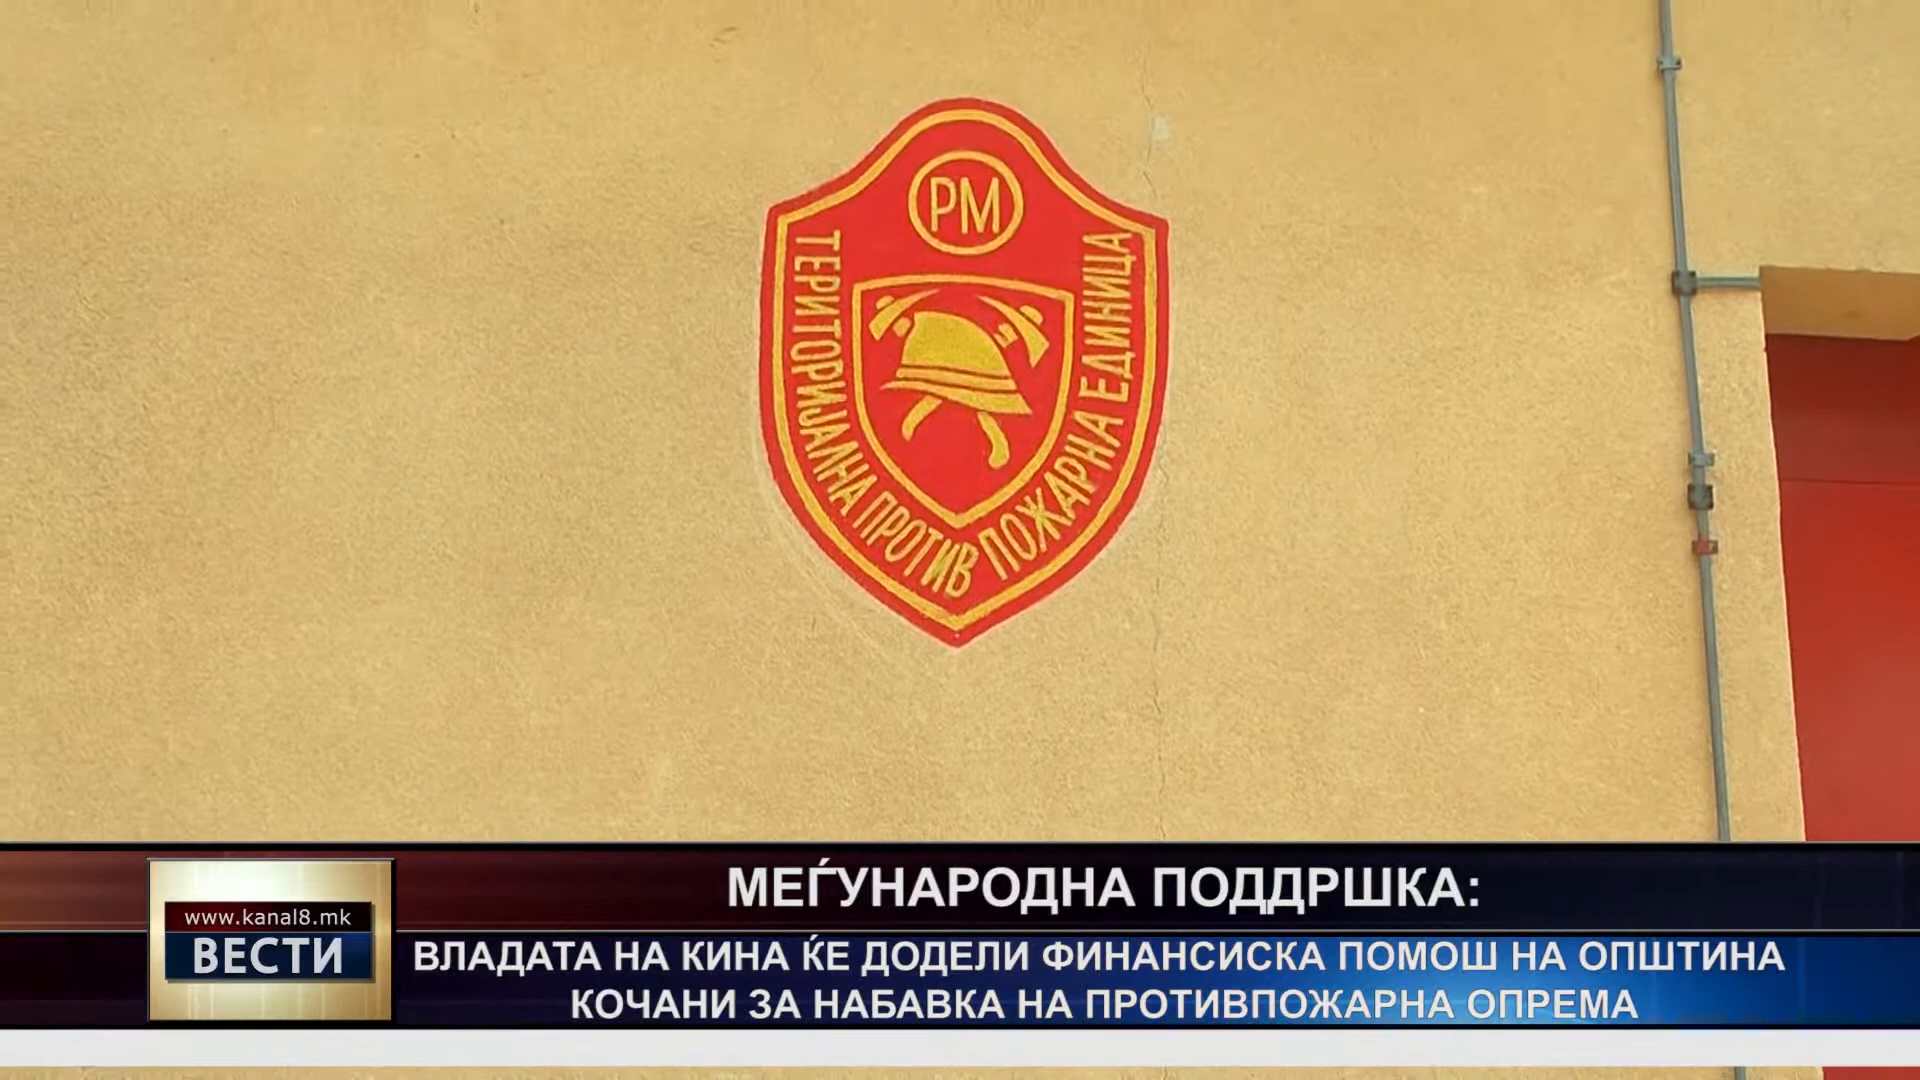 РМ
ТЕРИТОРИЈАЛНА ПРОТИВ ПОЖАРНА ЕДИНИЦА
МЕЃУНАРОДНА ПОДДРШКА:
www.kanal8.mk
ВЕСТИ
ВЛАДАТА НА КИНА ЌЕ ДОДЕЛИ ФИНАНСИСКА ПОМОШ НА ОПШТИНА
КОЧАНИ ЗА НАБАВКА НА ПРОТИВПОЖАРНА ОПРЕМА